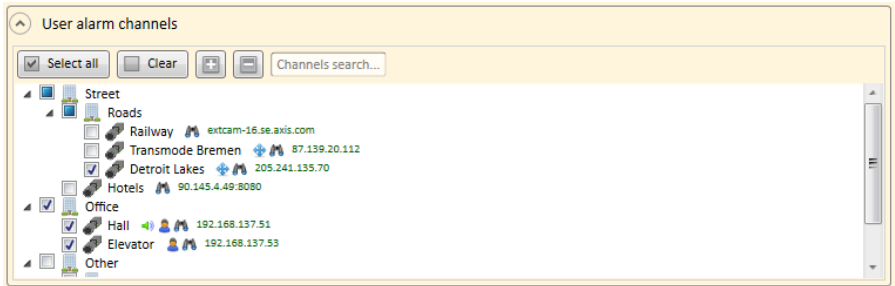 User alarm channels
Select all Clear Channels search...
Street
Roads
Railway extcam-16.se.axis.com
Transmode Bremen 87.139.20.112
Detroit Lakes 205.241.135.70
Hotels 90.145.4.49:8080
Office
Hall 192.168.137.51
Elevator 192.168.137.53
Other